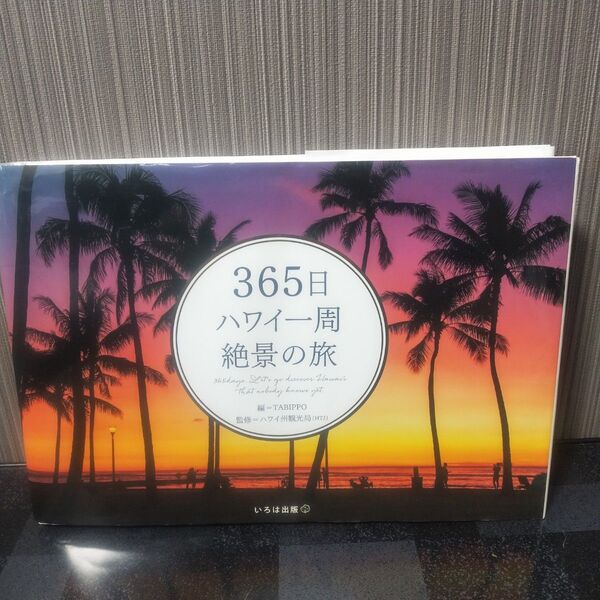 365日
ハワイ一周
絶景の旅
365days Let's go discover Hawaii
that nobody knows yet
編=TABIPPO
監修=ハワイ州観光局(HTJ)
いろは出版